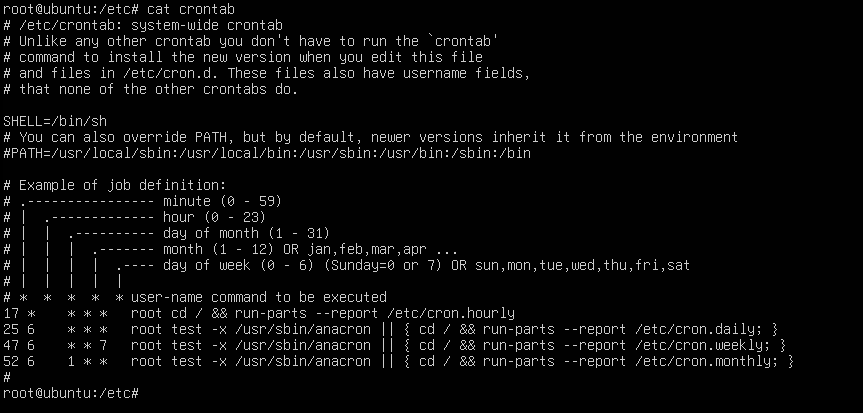 root@ubuntu:/etc# cat crontab
# /etc/crontab: system-wide crontab
# Unlike any other crontab you don't have to run the `crontab'
# command to install the new version when you edit this file
# and files in /etc/cron.d. These files also have username fields,
# that none of the other crontabs do.

SHELL=/bin/sh
# You can also override PATH, but by default, newer versions inherit it from the environment
#PATH=/usr/local/sbin:/usr/local/bin:/usr/sbin:/usr/bin:/sbin:/bin

# Example of job definition:
# .---------------- minute (0 - 59)
# |  .------------- hour (0 - 23)
# |  |  .---------- day of month (1 - 31)
# |  |  |  .------- month (1 - 12) OR jan,feb,mar,apr ...
# |  |  |  |  .---- day of week (0 - 6) (Sunday=0 or 7) OR sun,mon,tue,wed,thu,fri,sat
# |  |  |  |  |
# *  *  *  *  * user-name command to be executed
17 *    * * *   root cd / && run-parts --report /etc/cron.hourly
25 6    * * *   root test -x /usr/sbin/anacron || { cd / && run-parts --report /etc/cron.daily; }
47 6    * * 7   root test -x /usr/sbin/anacron || { cd / && run-parts --report /etc/cron.weekly; }
52 6    1 * *   root test -x /usr/sbin/anacron || { cd / && run-parts --report /etc/cron.monthly; }
#
root@ubuntu:/etc#